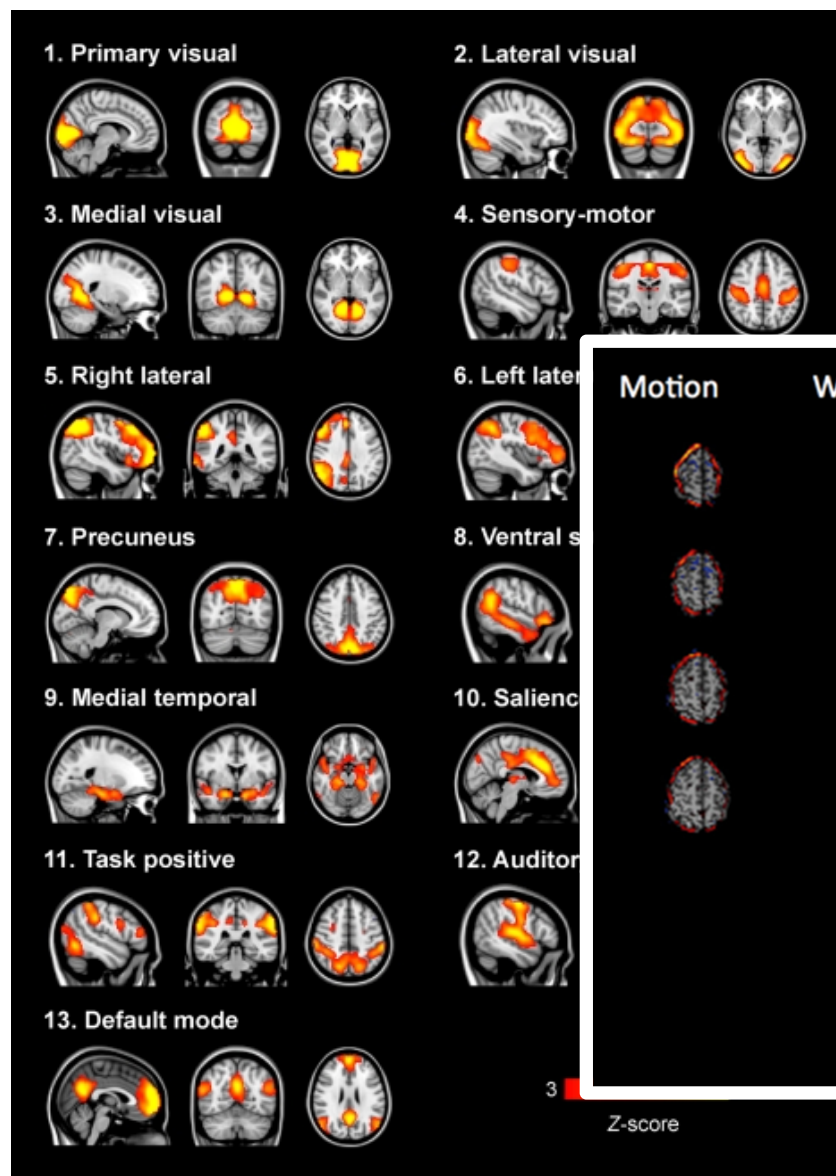 1. Primary visual
2. Lateral visual
3. Medial visual
4. Sensory-motor
5. Right lateral
6. Left later
Motion
W
7. Precuneus
8. Ventral s
9. Medial temporal
10. Salienc
11. Task positive
12. Auditor
13. Default mode
3
Z-score